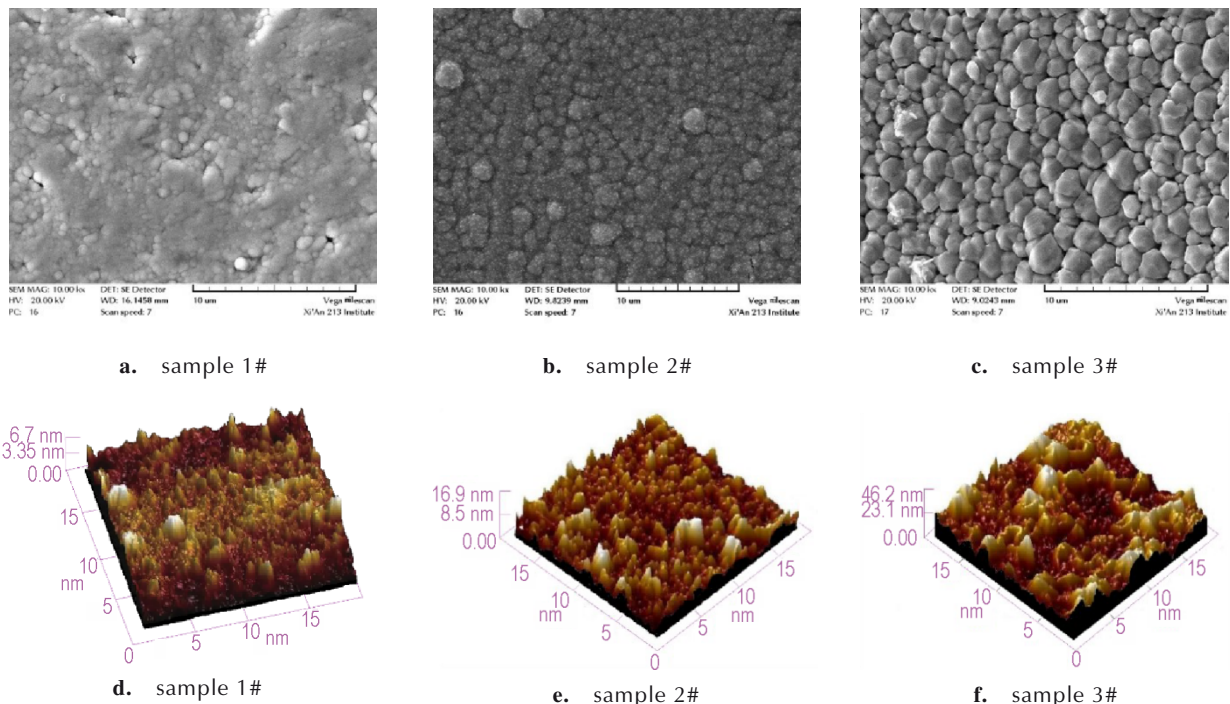 SEM MAG: 10.00 kx DET: SE Detector
HV: 20.00 kV WD: 16.1458 mm 10 um Vega
PC: 16 Scan speed: 7 Xi'An 213 Institute
SEM MAG: 10.00 kx DET: SE Detector
HV: 20.00 kV WD: 9.8239 mm 10 um Vega
PC: 16 Scan speed: 7 Xi'An 213 Institute
SEM MAG: 10.00 kx DET: SE Detector
HV: 20.00 kV WD: 9.0243 mm 10 um Vega
PC: 17 Scan speed: 7 Xi'An 213 Institute
a. sample 1#
b. sample 2#
c. sample 3#
6.7 nm
3.35 nm
0.00
15
10
nm
5
0
5
10
nm
15
16.9 nm
8.5 nm
0.00
15
10
nm
5
0
5
10
nm
15
46.2 nm
23.1 nm
0.00
15
10
nm
5
0
5
10
nm
15
d. sample 1#
e. sample 2#
f. sample 3#